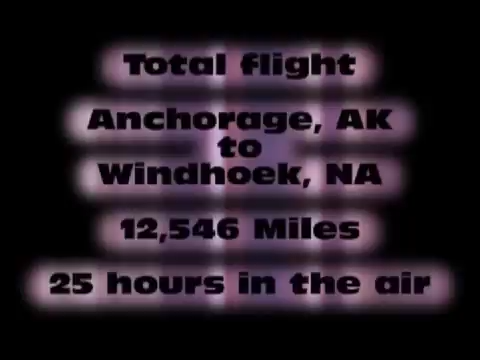 Total flight
Anchorage, AK
to
Windhoek, NA
12,546 Miles
25 hours in the air